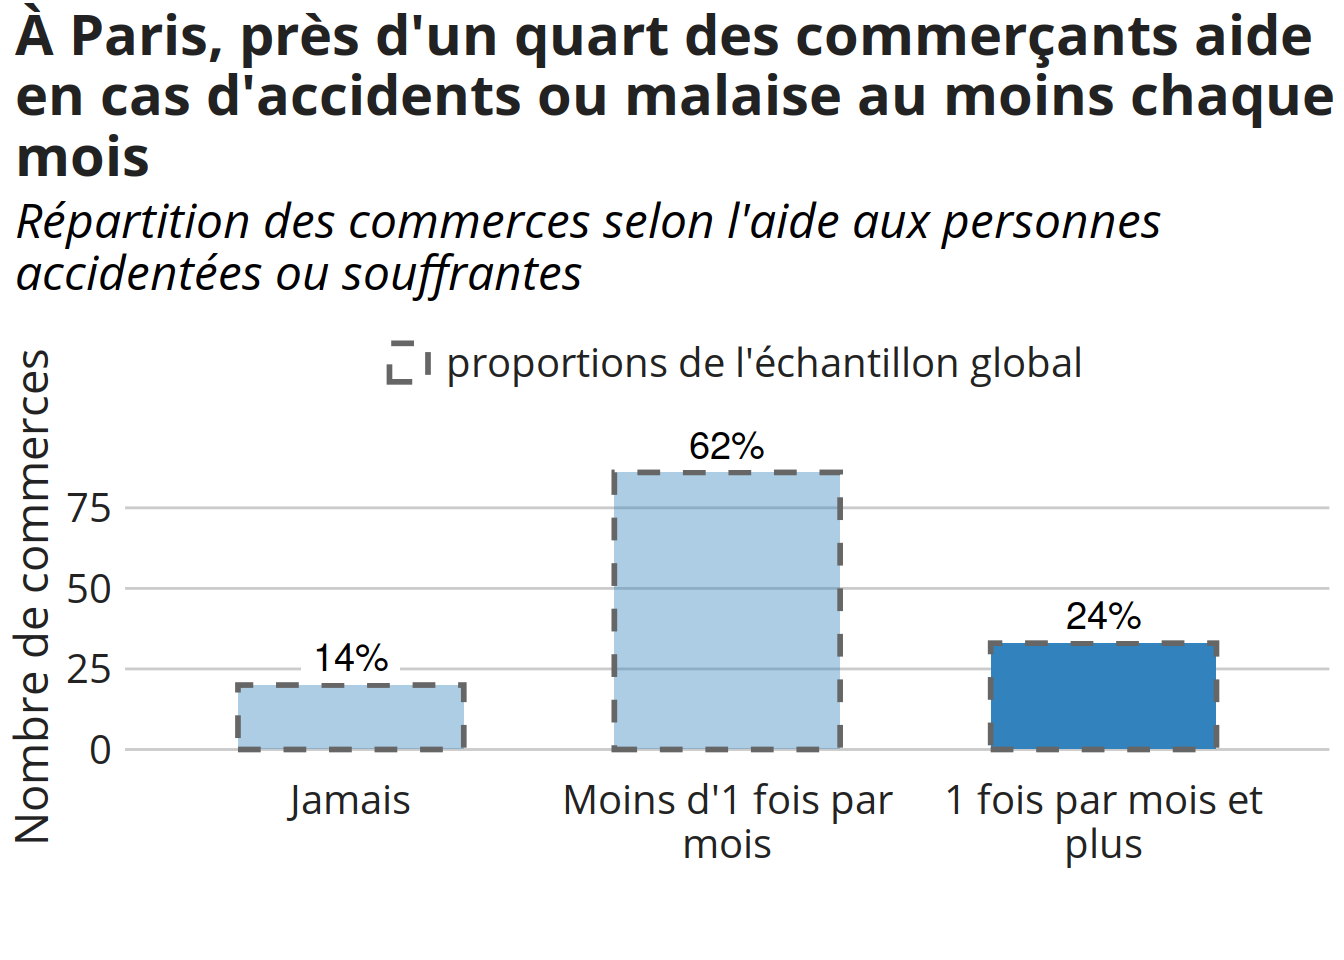 À Paris, près d'un quart des commerçants aide
en cas d'accidents ou malaise au moins chaque
mois
Répartition des commerces selon l'aide aux personnes
accidentées ou souffrantes
proportions de l'échantillon global
Nombre de commerces
62%
75
50
24%
14%
25
0
Jamais
Moins d'1 fois par
mois
1 fois par mois et
plus